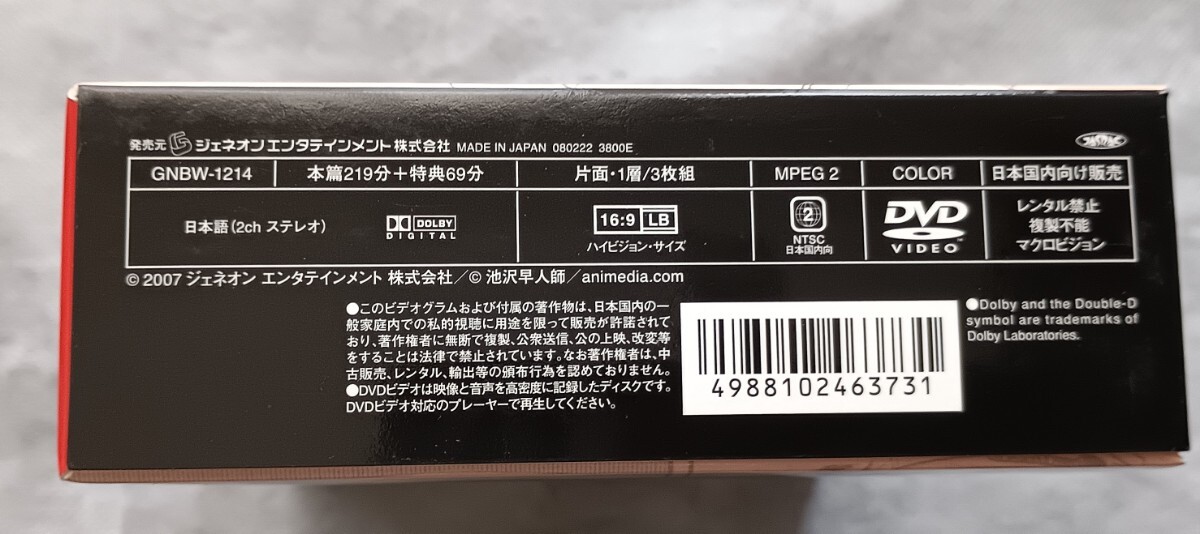 発売元 ジェネオン エンタテインメント 株式会社 MADE IN JAPAN 080222 3800E
GNBW-1214 本篇219分＋特典69分 片面・1層/3枚組 MPEG 2 COLOR 日本国内向け販売
日本語(2ch ステレオ) DOLBY DIGITAL 16:9 LB ハイビジョン・サイズ 2 NTSC 日本国内向 DVD VIDEO™ レンタル禁止 複製不能 マクロビジョン
© 2007 ジェネオン エンタテインメント 株式会社／© 池沢早人師／animedia.com
●このビデオグラムおよび付属の著作物は、日本国内の一
般家庭内での私的視聴に用途を限って販売が許諾されて
おり、著作権者に無断で複製、公衆送信、公の上映、改変等
をすることは法律で禁止されています。なお著作権者は、中
古販売、レンタル、輸出等の頒布行為を認めておりません。
●DVDビデオは映像と音声を高密度に記録したディスクです。
DVDビデオ対応のプレーヤーで再生してください。
4988102463731
●Dolby and the Double-D
symbol are trademarks of
Dolby Laboratories.